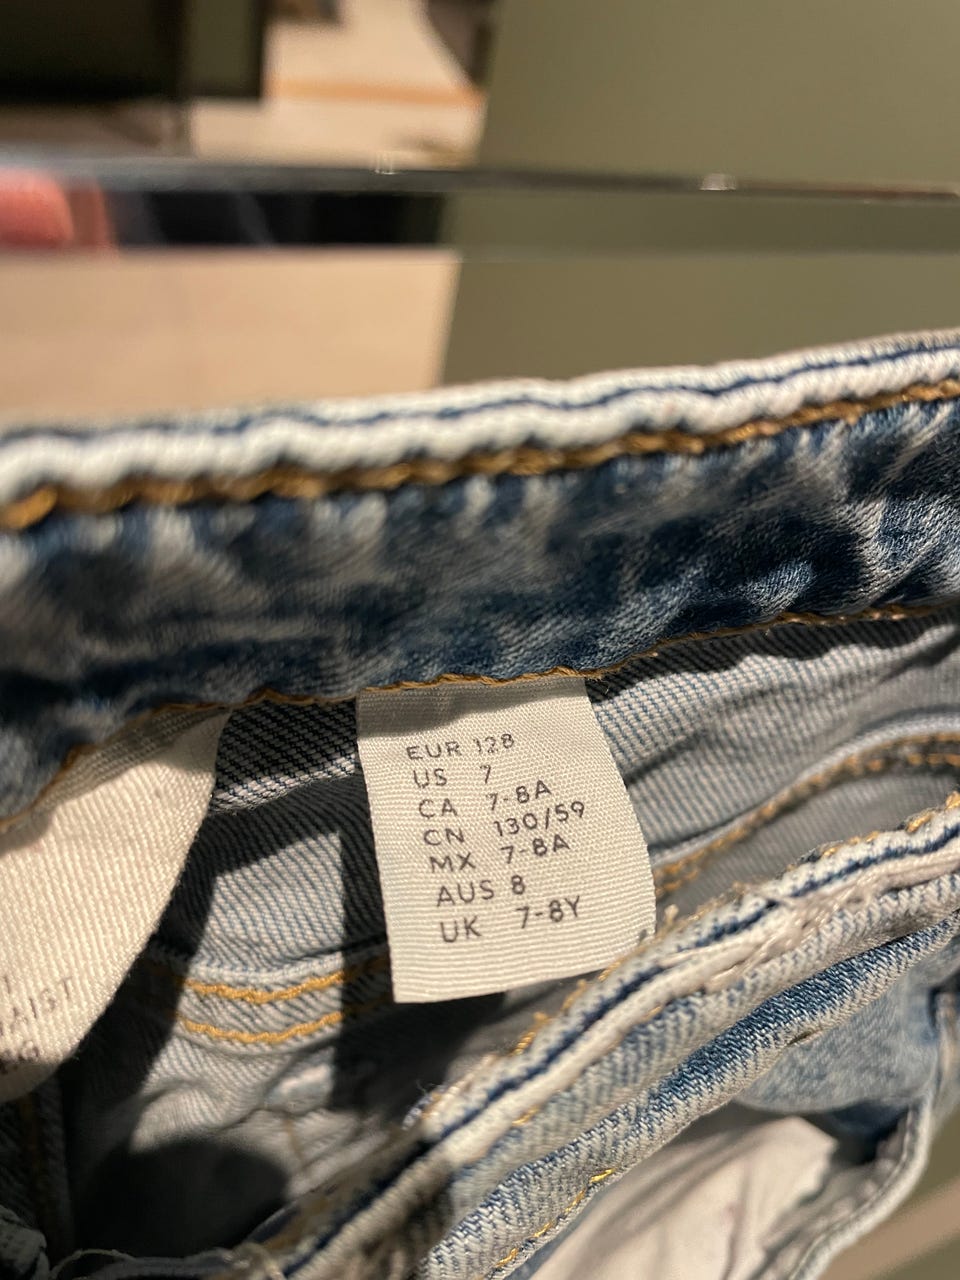 EUR 128
US 7
CA 7-8A
CN 130/59
MX 7-8A
AUS 8
UK 7-8Y